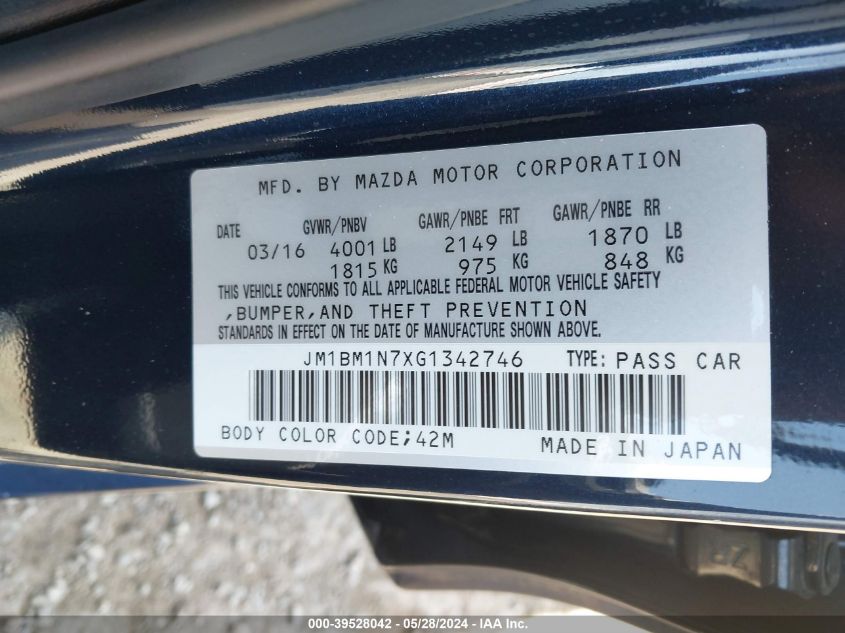 MFD. BY MAZDA MOTOR CORPORATION
DATE GVWR/PNBV GAWR/PNBE FRT GAWR/PNBE RR
03/16 4001 LB 2149 LB 1870 LB
1815 KG 975 KG 848 KG
THIS VEHICLE CONFORMS TO ALL APPLICABLE FEDERAL MOTOR VEHICLE SAFETY
,BUMPER,AND THEFT PREVENTION
STANDARDS IN EFFECT ON THE DATE OF MANUFACTURE SHOWN ABOVE.
JM1BM1N7XG1342746 TYPE: PASS CAR
BODY COLOR CODE;42M MADE IN JAPAN
000-39528042 / 05/28/2024 - IAA Inc.